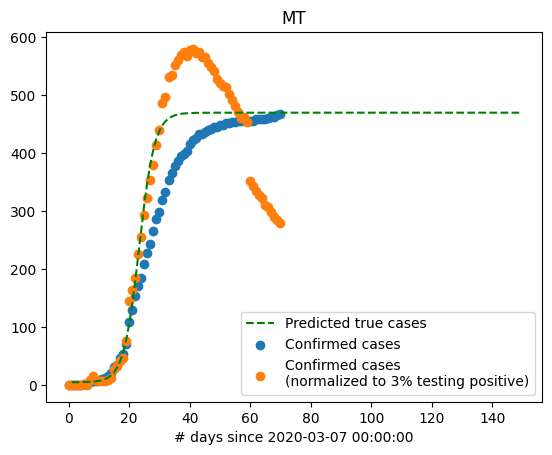 MT
600
500
400
300
200
100
0
Predicted true cases
Confirmed cases
Confirmed cases
(normalized to 3% testing positive)
0 20 40 60 80 100 120 140
# days since 2020-03-07 00:00:00